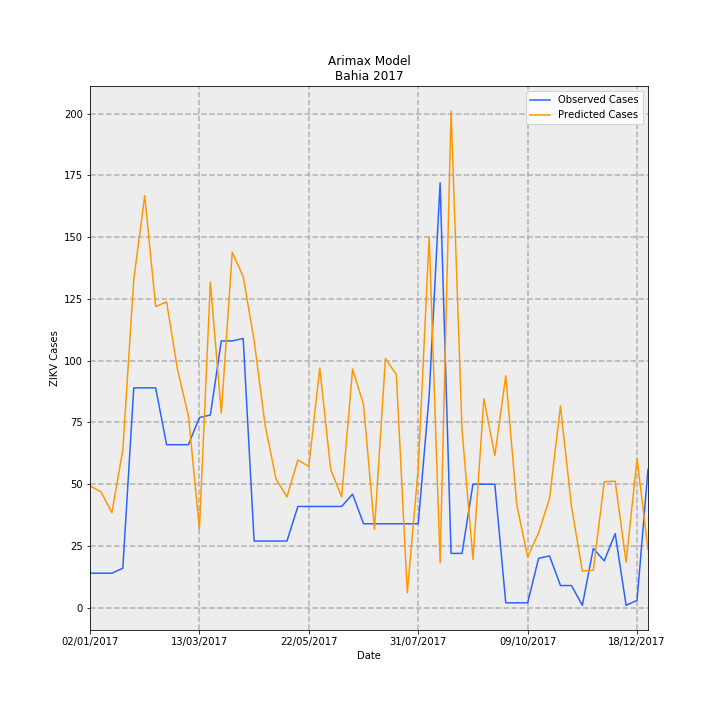 Arimax Model
Bahia 2017
Observed Cases
Predicted Cases
200
175
150
125
100
75
50
25
0
ZIKV Cases
02/01/2017 13/03/2017 22/05/2017 31/07/2017 09/10/2017 18/12/2017
Date